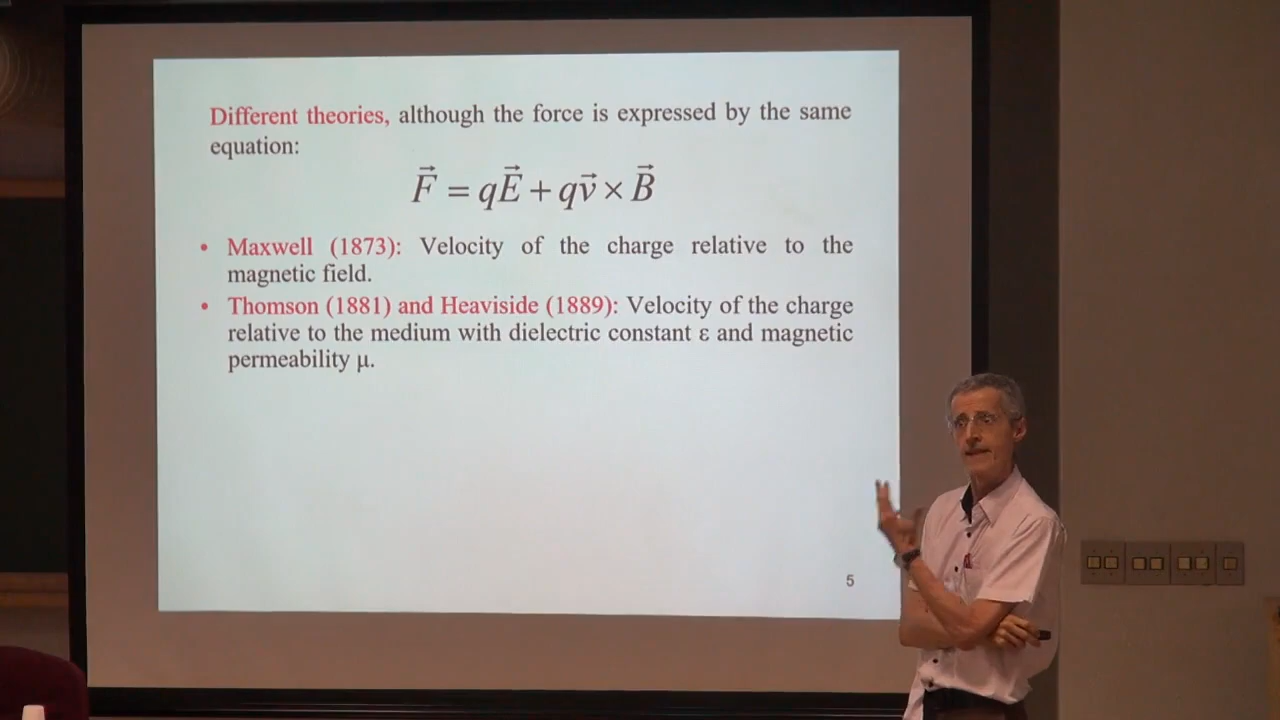 Different theories, although the force is expressed by the same
equation:
F⃗ = qE⃗ + qv⃗ × B⃗
• Maxwell (1873): Velocity of the charge relative to the
magnetic field.
• Thomson (1881) and Heaviside (1889): Velocity of the charge
relative to the medium with dielectric constant ε and magnetic
permeability μ.
5